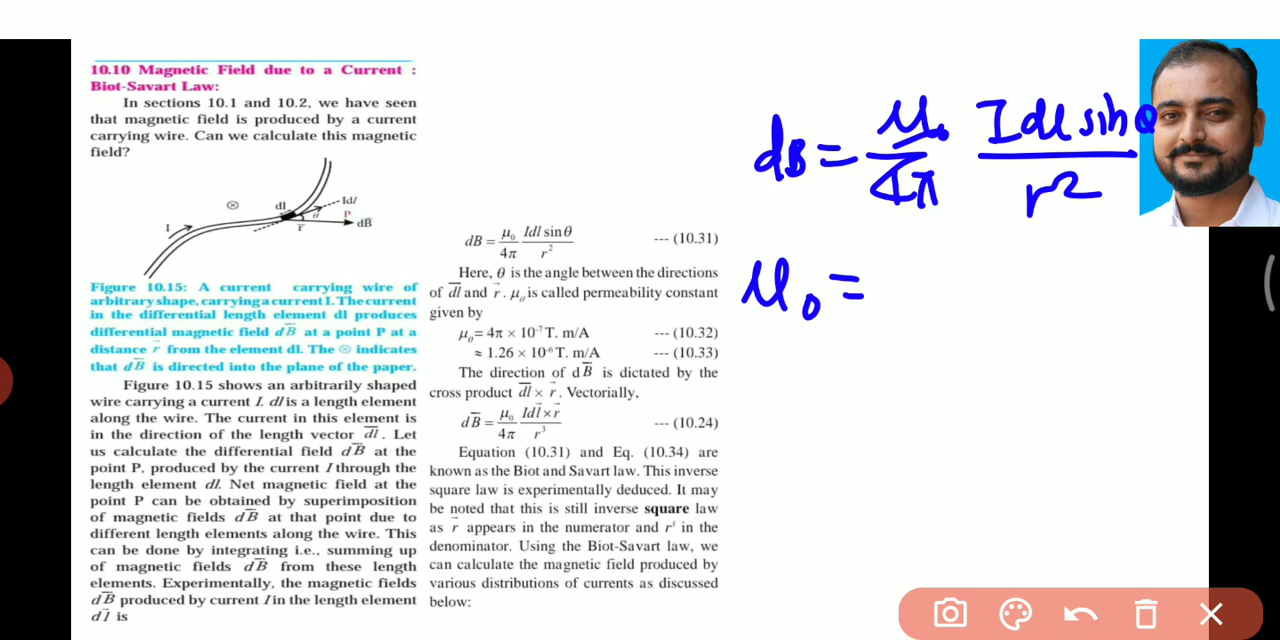 10.10 Magnetic Field due to a Current :
Biot-Savart Law:
In sections 10.1 and 10.2, we have seen
that magnetic field is produced by a current
carrying wire. Can we calculate this magnetic
field?
⊗
dl
Idl
θ
P
I
r̅
dB̅
Figure 10.15: A current carrying wire of
arbitrary shape, carrying a current I. The current
in the differential length element dl produces
differential magnetic field dB̅ at a point P at a
distance r⃗ from the element dl. The ⊗ indicates
that dB̅ is directed into the plane of the paper.
Figure 10.15 shows an arbitrarily shaped
wire carrying a current I. dl is a length element
along the wire. The current in this element is
in the direction of the length vector d̅l̅. Let
us calculate the differential field dB̅ at the
point P, produced by the current I through the
length element dl. Net magnetic field at the
point P can be obtained by superimposition
of magnetic fields dB̅ at that point due to
different length elements along the wire. This
can be done by integrating i.e., summing up
of magnetic fields dB̅ from these length
elements. Experimentally, the magnetic fields
dB̅ produced by current I in the length element
dl⃗ is
dB = μ₀/4π Idl sinθ/r² --- (10.31)
Here, θ is the angle between the directions
of d̅l̅ and r⃗. μ₀ is called permeability constant
given by
μ₀ = 4π × 10⁻⁷ T. m/A --- (10.32)
≈ 1.26 × 10⁻⁶ T. m/A --- (10.33)
The direction of dB̅ is dictated by the
cross product d̅l̅ × r⃗. Vectorially,
dB̅ = μ₀/4π Idl⃗ × r⃗/r³ --- (10.24)
Equation (10.31) and Eq. (10.34) are
known as the Biot and Savart law. This inverse
square law is experimentally deduced. It may
be noted that this is still inverse square law
as r⃗ appears in the numerator and r³ in the
denominator. Using the Biot-Savart law, we
can calculate the magnetic field produced by
various distributions of currents as discussed
below:
dB = μ₀/4π Idl sinθ/r²
μ₀ =